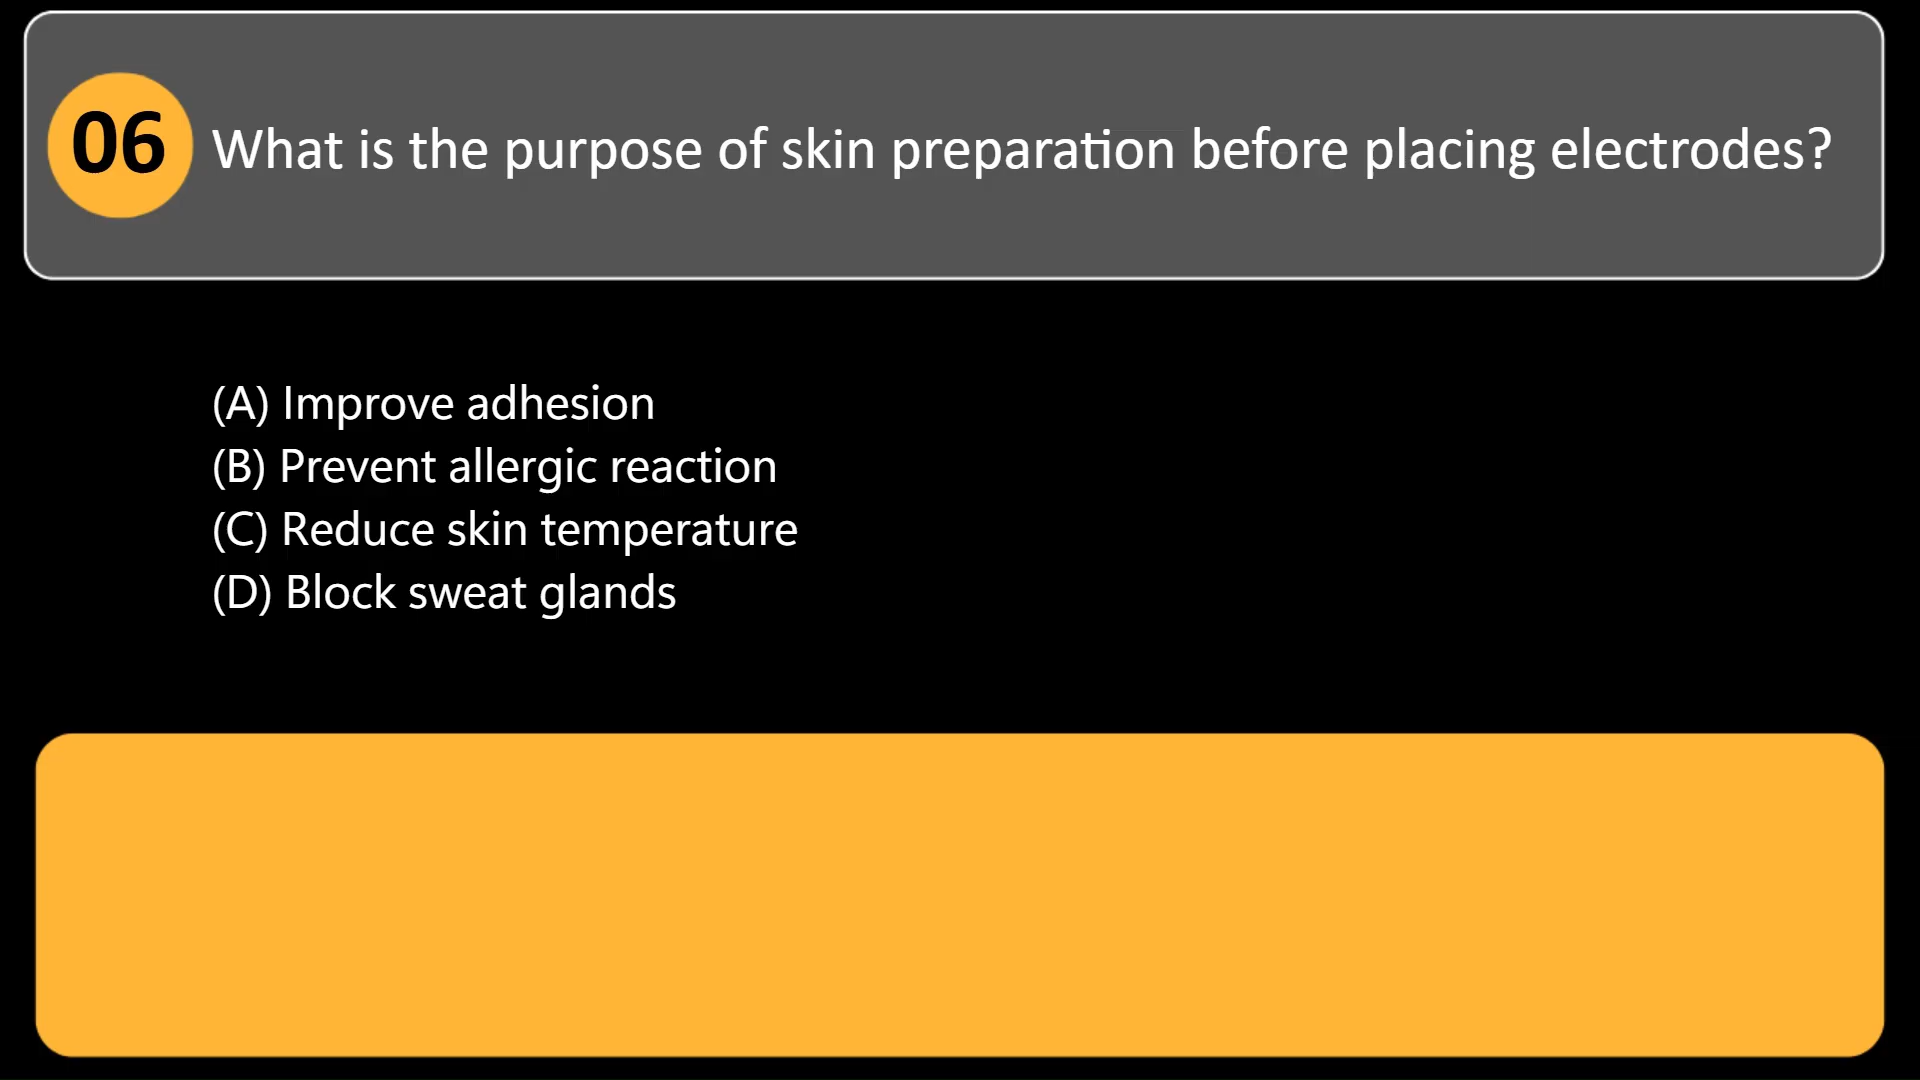 06 What is the purpose of skin preparation before placing electrodes?
(A) Improve adhesion
(B) Prevent allergic reaction
(C) Reduce skin temperature
(D) Block sweat glands